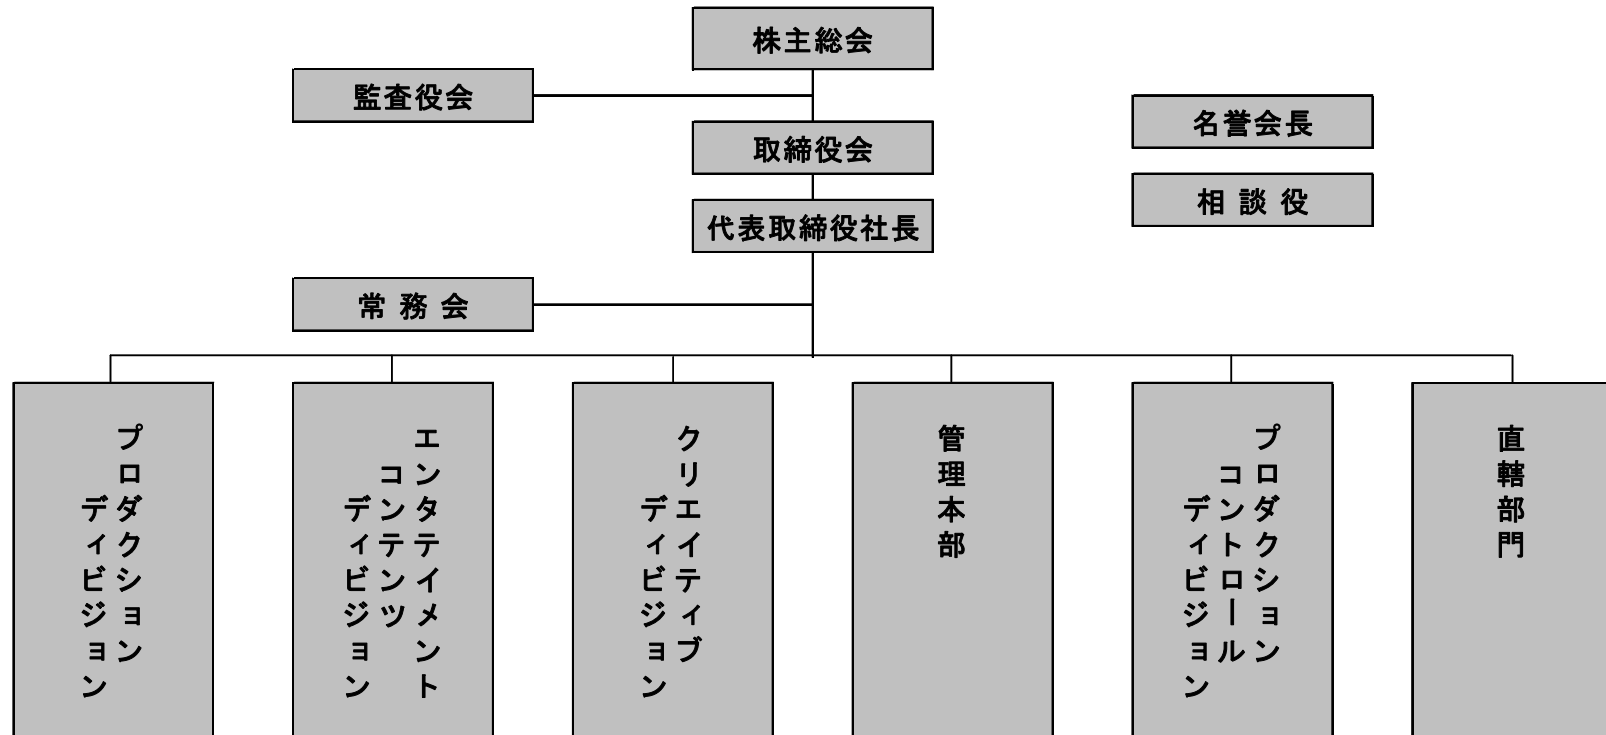 株主総会
監査役会
名誉会長
取締役会
相談役
代表取締役社長
常務会
プロダクション
ディビジョン
エンタテイメント
コンテンツ
ディビジョン
クリエイティブ
ディビジョン
管理本部
プロダクション
コントロール
ディビジョン
直轄部門